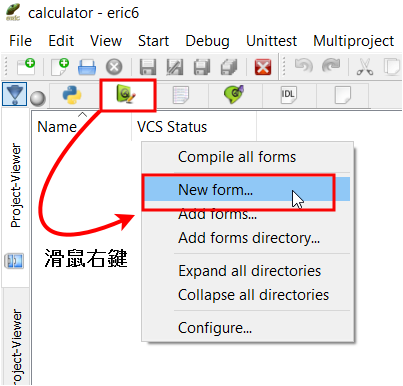 calculator - eric6
File Edit View Start Debug Unittest Multiproject
IDL
Name VCS Status
Project-Viewer
Compile all forms
New form...
Add forms...
Add forms directory...
Expand all directories
Collapse all directories
Configure...
滑鼠右鍵
Project-Viewer